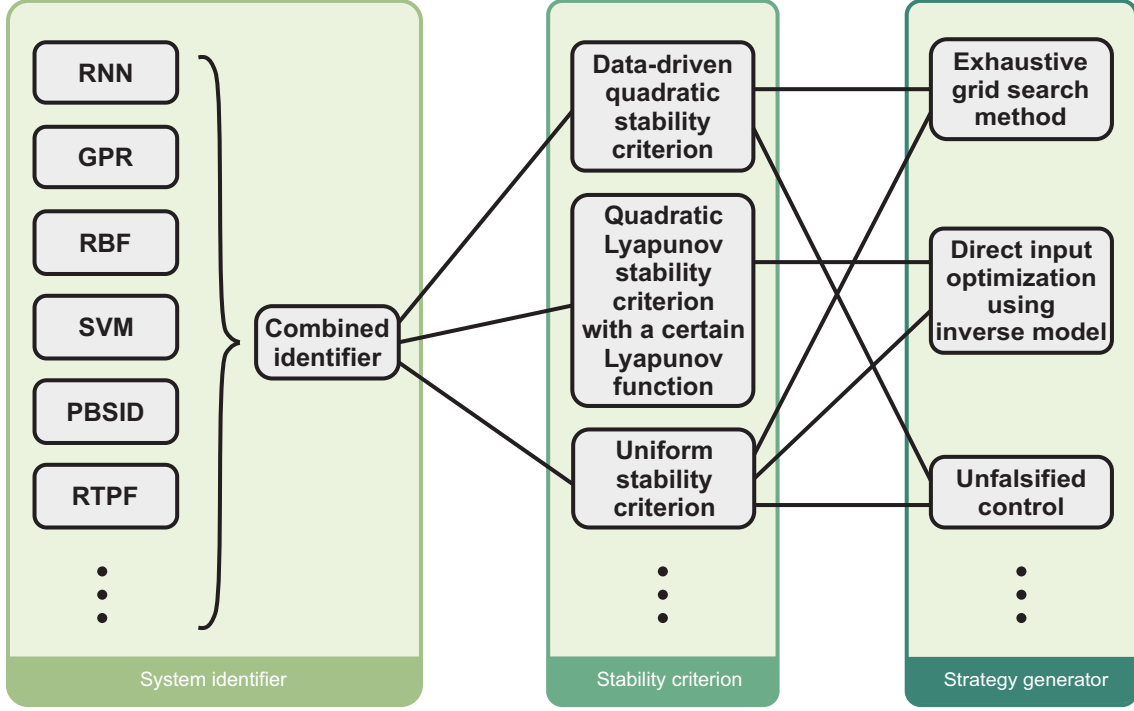 RNN
GPR
RBF
SVM
PBSID
RTPF
Combined
identifier
System identifier
Data-driven
quadratic
stability
criterion
Quadratic
Lyapunov
stability
criterion
with a certain
Lyapunov
function
Uniform
stability
criterion
Stability criterion
Exhaustive
grid search
method
Direct input
optimization
using
inverse model
Unfalsified
control
Strategy generator